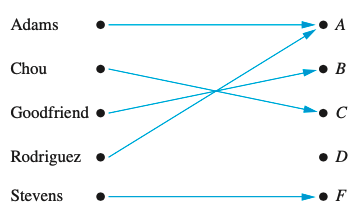 Adams A
Chou B
Goodfriend C
Rodriguez D
Stevens F